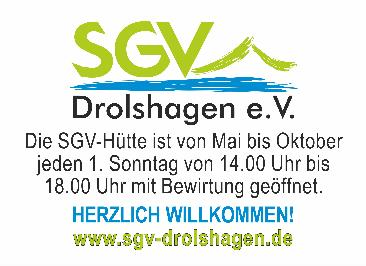 SGV
Drolshagen e.V.
Die SGV-Hütte ist von Mai bis Oktober
jeden 1. Sonntag von 14.00 Uhr bis
18.00 Uhr mit Bewirtung geöffnet.
HERZLICH WILLKOMMEN!
www.sgv-drolshagen.de